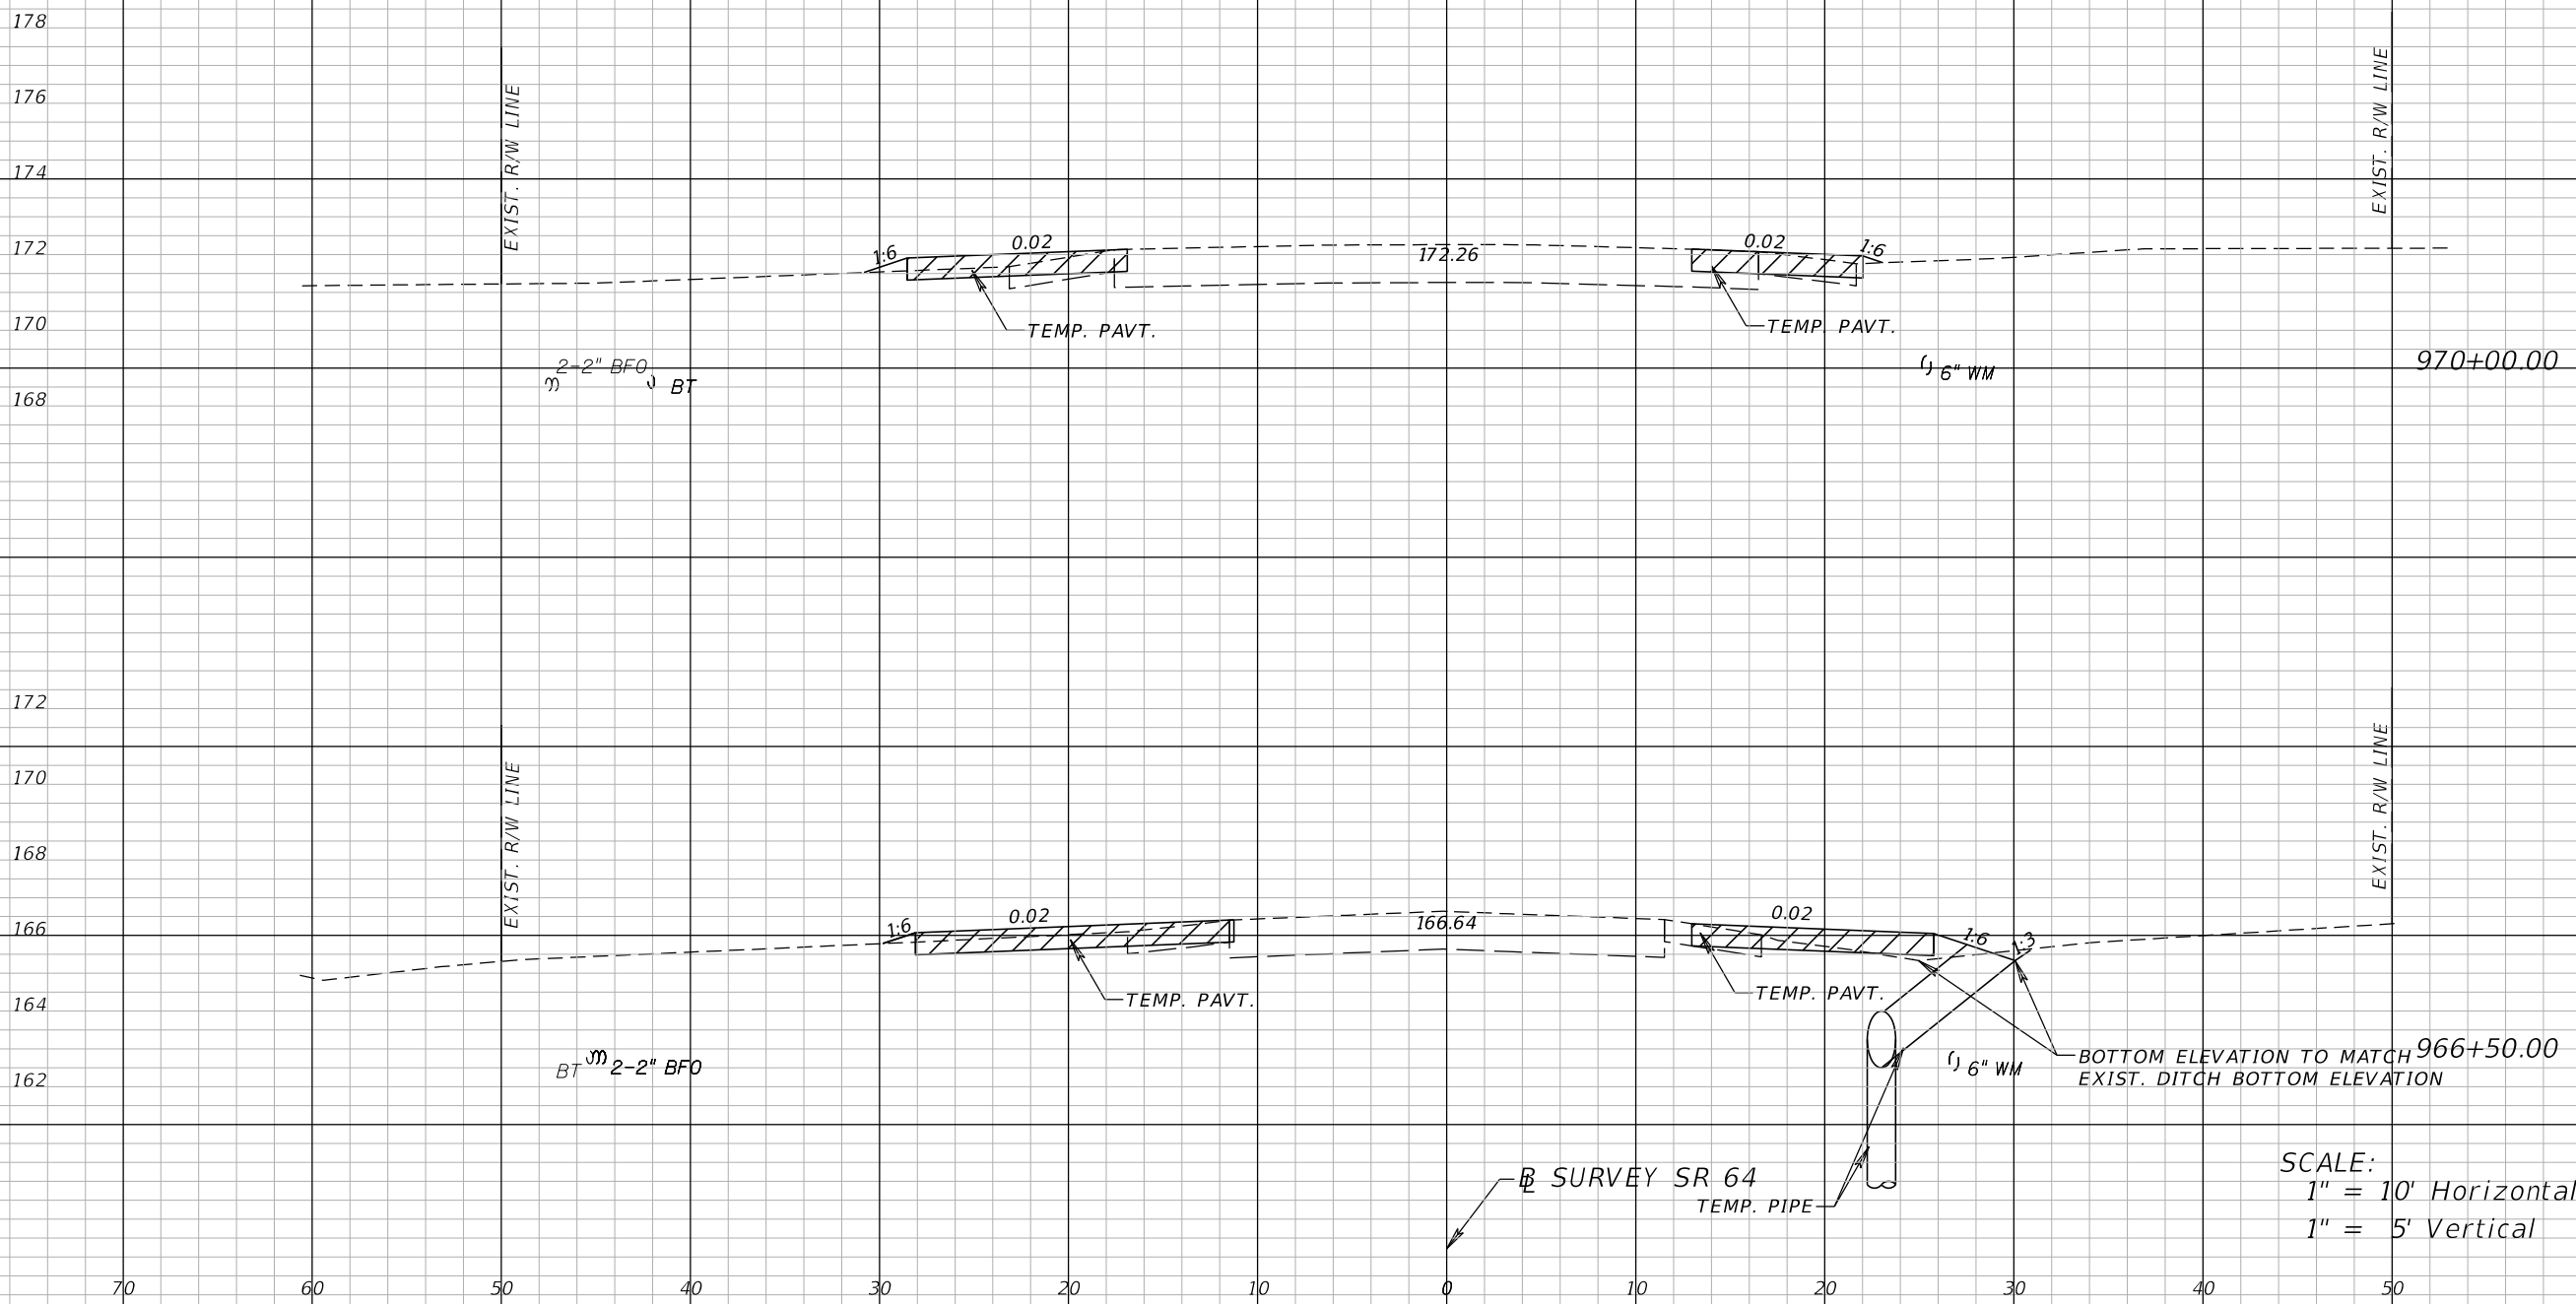 178
176
174
172
170
168
EXIST. R/W LINE
EXIST. R/W LINE
1:6
0.02
172.26
0.02
1:6
TEMP. PAVT.
TEMP. PAVT.
2-2" BFO
BT
6" WM
970+00.00
172
170
168
166
164
162
EXIST. R/W LINE
EXIST. R/W LINE
1:6
0.02
166.64
0.02
1:6
1:3
TEMP. PAVT.
TEMP. PAVT.
BT
2-2" BFO
6" WM
BOTTOM ELEVATION TO MATCH
EXIST. DITCH BOTTOM ELEVATION
966+50.00
BL SURVEY SR 64
TEMP. PIPE
SCALE:
1" = 10' Horizontal
1" = 5' Vertical
70 60 50 40 30 20 10 0 10 20 30 40 50